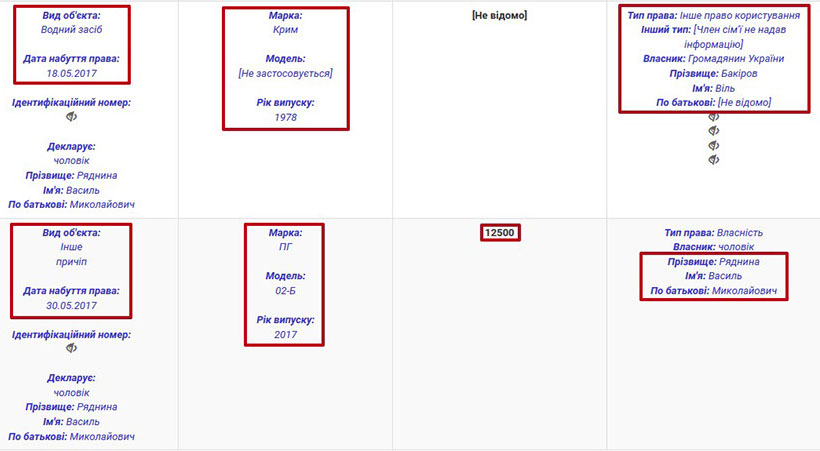 Вид об'єкта:
Водний засіб
Дата набуття права:
18.05.2017
Ідентифікаційний номер:
Декларує:
чоловік
Прізвище: Ряднина
Ім'я: Василь
По батькові: Миколайович
Марка:
Крим
Модель:
[Не застосовується]
Рік випуску:
1978
[Не відомо]
Тип права: Інше право користування
Інший тип: [Член сім'ї не надав
інформацію]
Власник: Громадянин України
Прізвище: Бакіров
Ім'я: Віль
По батькові: [Не відомо]
Вид об'єкта:
Інше
причіп
Дата набуття права:
30.05.2017
Ідентифікаційний номер:
Декларує:
чоловік
Прізвище: Ряднина
Ім'я: Василь
По батькові: Миколайович
Марка:
ПГ
Модель:
02-Б
Рік випуску:
2017
12500
Тип права: Власність
Власник: чоловік
Прізвище: Ряднина
Ім'я: Василь
По батькові: Миколайович